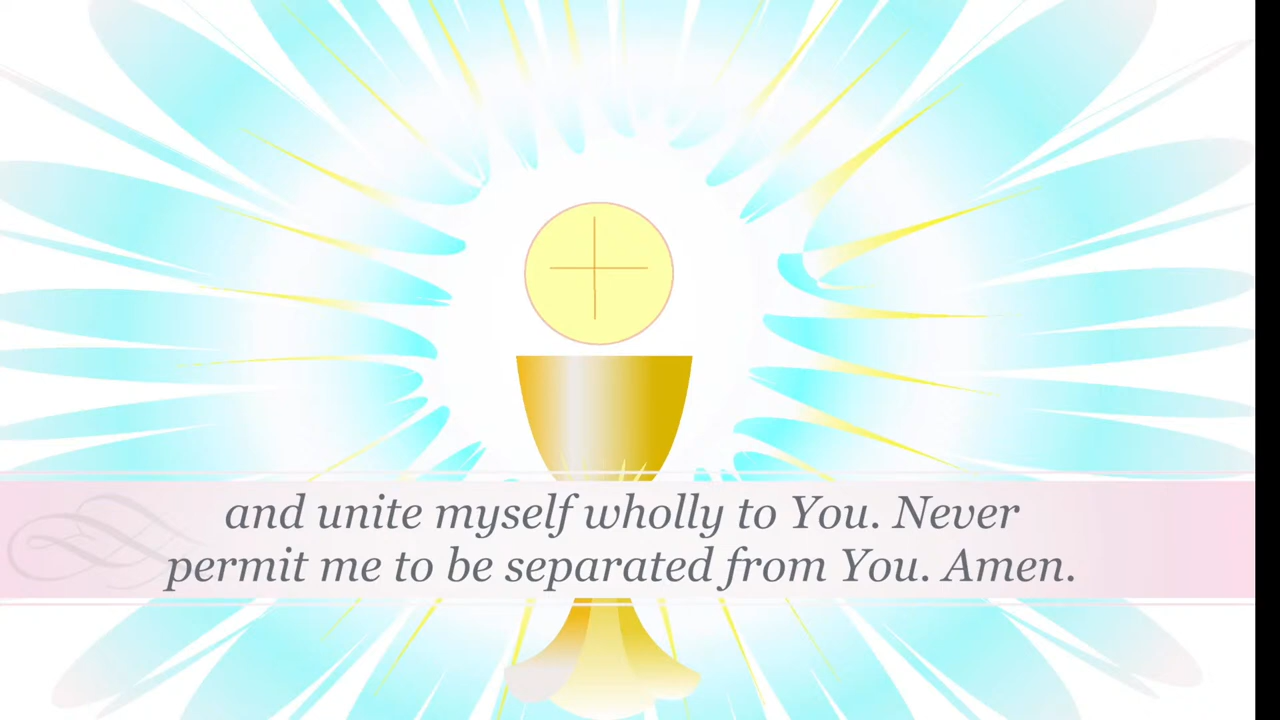 and unite myself wholly to You. Never
permit me to be separated from You. Amen.